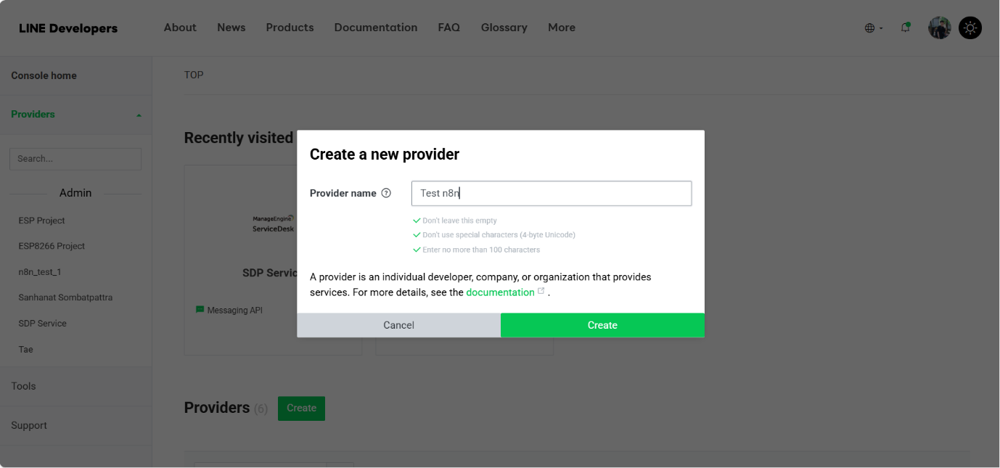 LINE Developers
About
News
Products
Documentation
FAQ
Glossary
More
Console home
Providers
Search...
Admin
ESP Project
ESP8266 Project
n8n_test_1
Sanhanat Sombatpattra
SDP Service
Tae
Tools
Support
TOP
Recently visited
ManageEngine
ServiceDesk
SDP Servic
Messaging API
Create a new provider
Provider name
Test n8n
Don't leave this empty
Don't use special characters (4-byte Unicode)
Enter no more than 100 characters
A provider is an individual developer, company, or organization that provides
services. For more details, see the documentation .
Cancel
Create
Providers (6)
Create